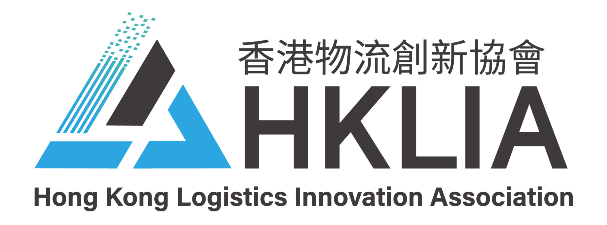 香港物流創新協會
HKLIA
Hong Kong Logistics Innovation Association